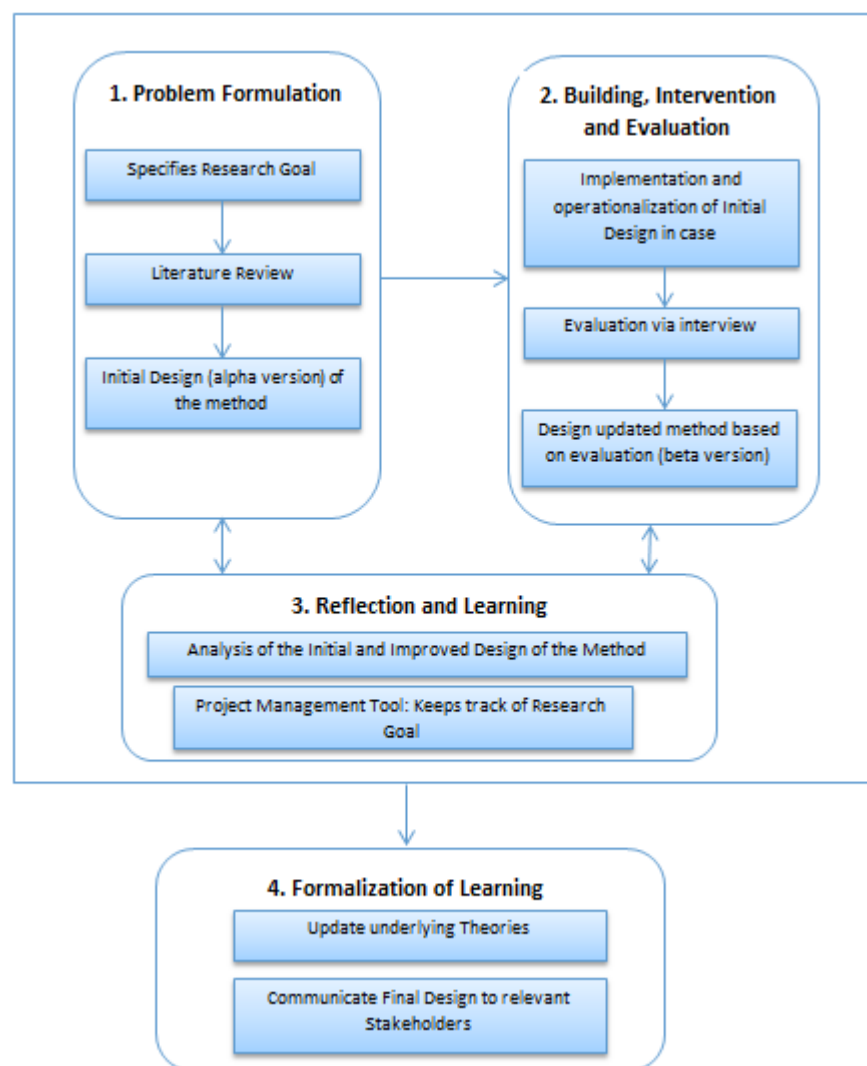 1. Problem Formulation
Specifies Research Goal
Literature Review
Initial Design (alpha version) of
the method
2. Building, Intervention
and Evaluation
Implementation and
operationalization of Initial
Design in case
Evaluation via interview
Design updated method based
on evaluation (beta version)
3. Reflection and Learning
Analysis of the Initial and Improved Design of the Method
Project Management Tool: Keeps track of Research
Goal
4. Formalization of Learning
Update underlying Theories
Communicate Final Design to relevant
Stakeholders